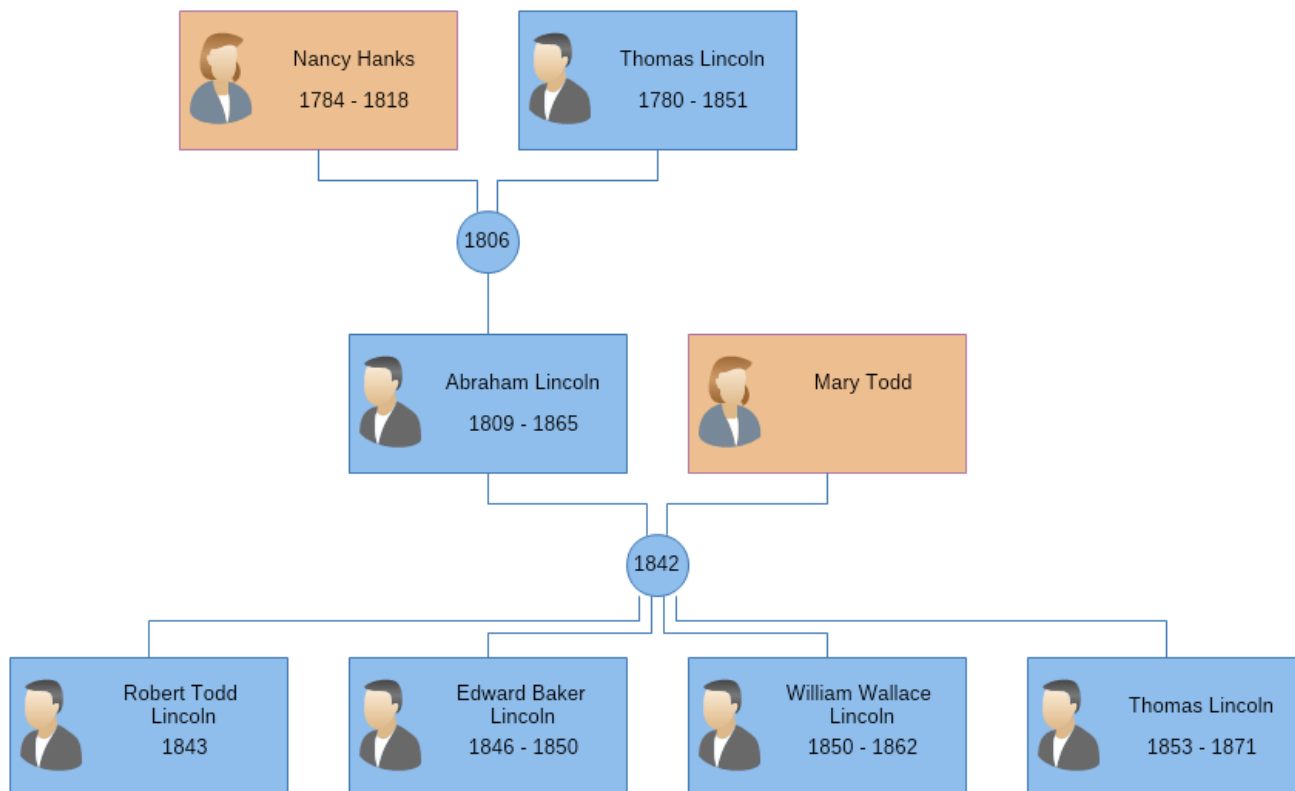 Nancy Hanks
1784 - 1818
Thomas Lincoln
1780 - 1851
1806
Abraham Lincoln
1809 - 1865
Mary Todd
1842
Robert Todd
Lincoln
1843
Edward Baker
Lincoln
1846 - 1850
William Wallace
Lincoln
1850 - 1862
Thomas Lincoln
1853 - 1871